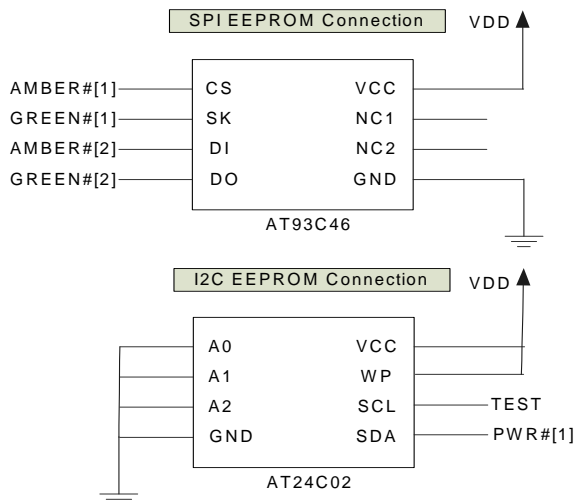 SPI EEPROM Connection VDD
AMBER#[1] CS VCC
GREEN#[1] SK NC1
AMBER#[2] DI NC2
GREEN#[2] DO GND
AT93C46
I2C EEPROM Connection VDD
A0 VCC
A1 WP
A2 SCL TEST
GND SDA PWR#[1]
AT24C02